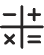 − +
× =